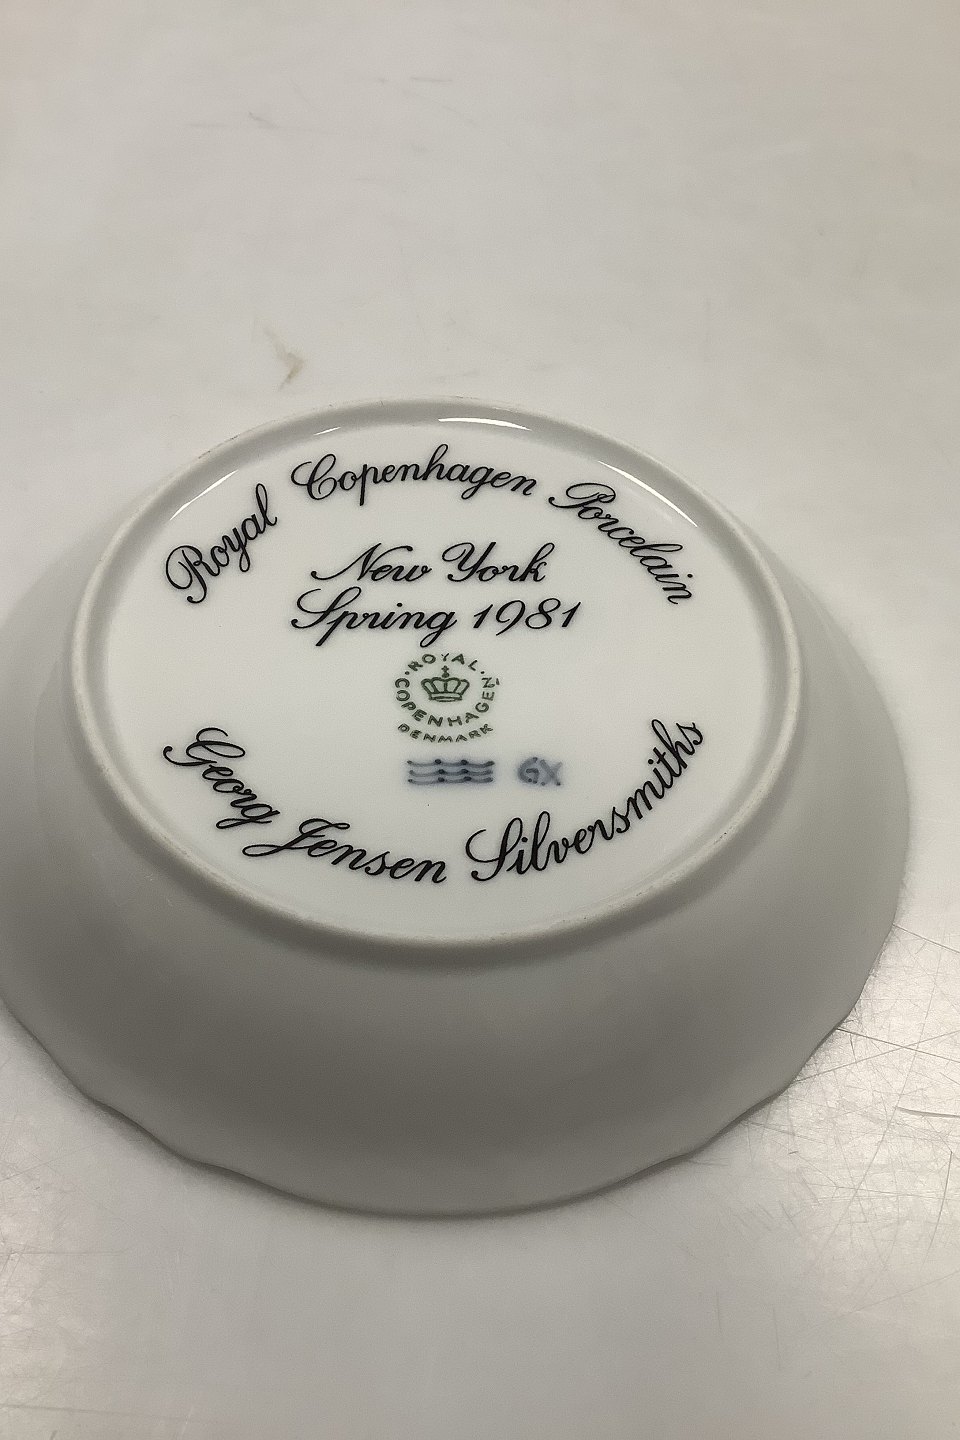 Royal Copenhagen Porcelain
New York
Spring 1981
ROYAL
COPENHAGEN
DENMARK
GX
Georg Jensen Silversmiths